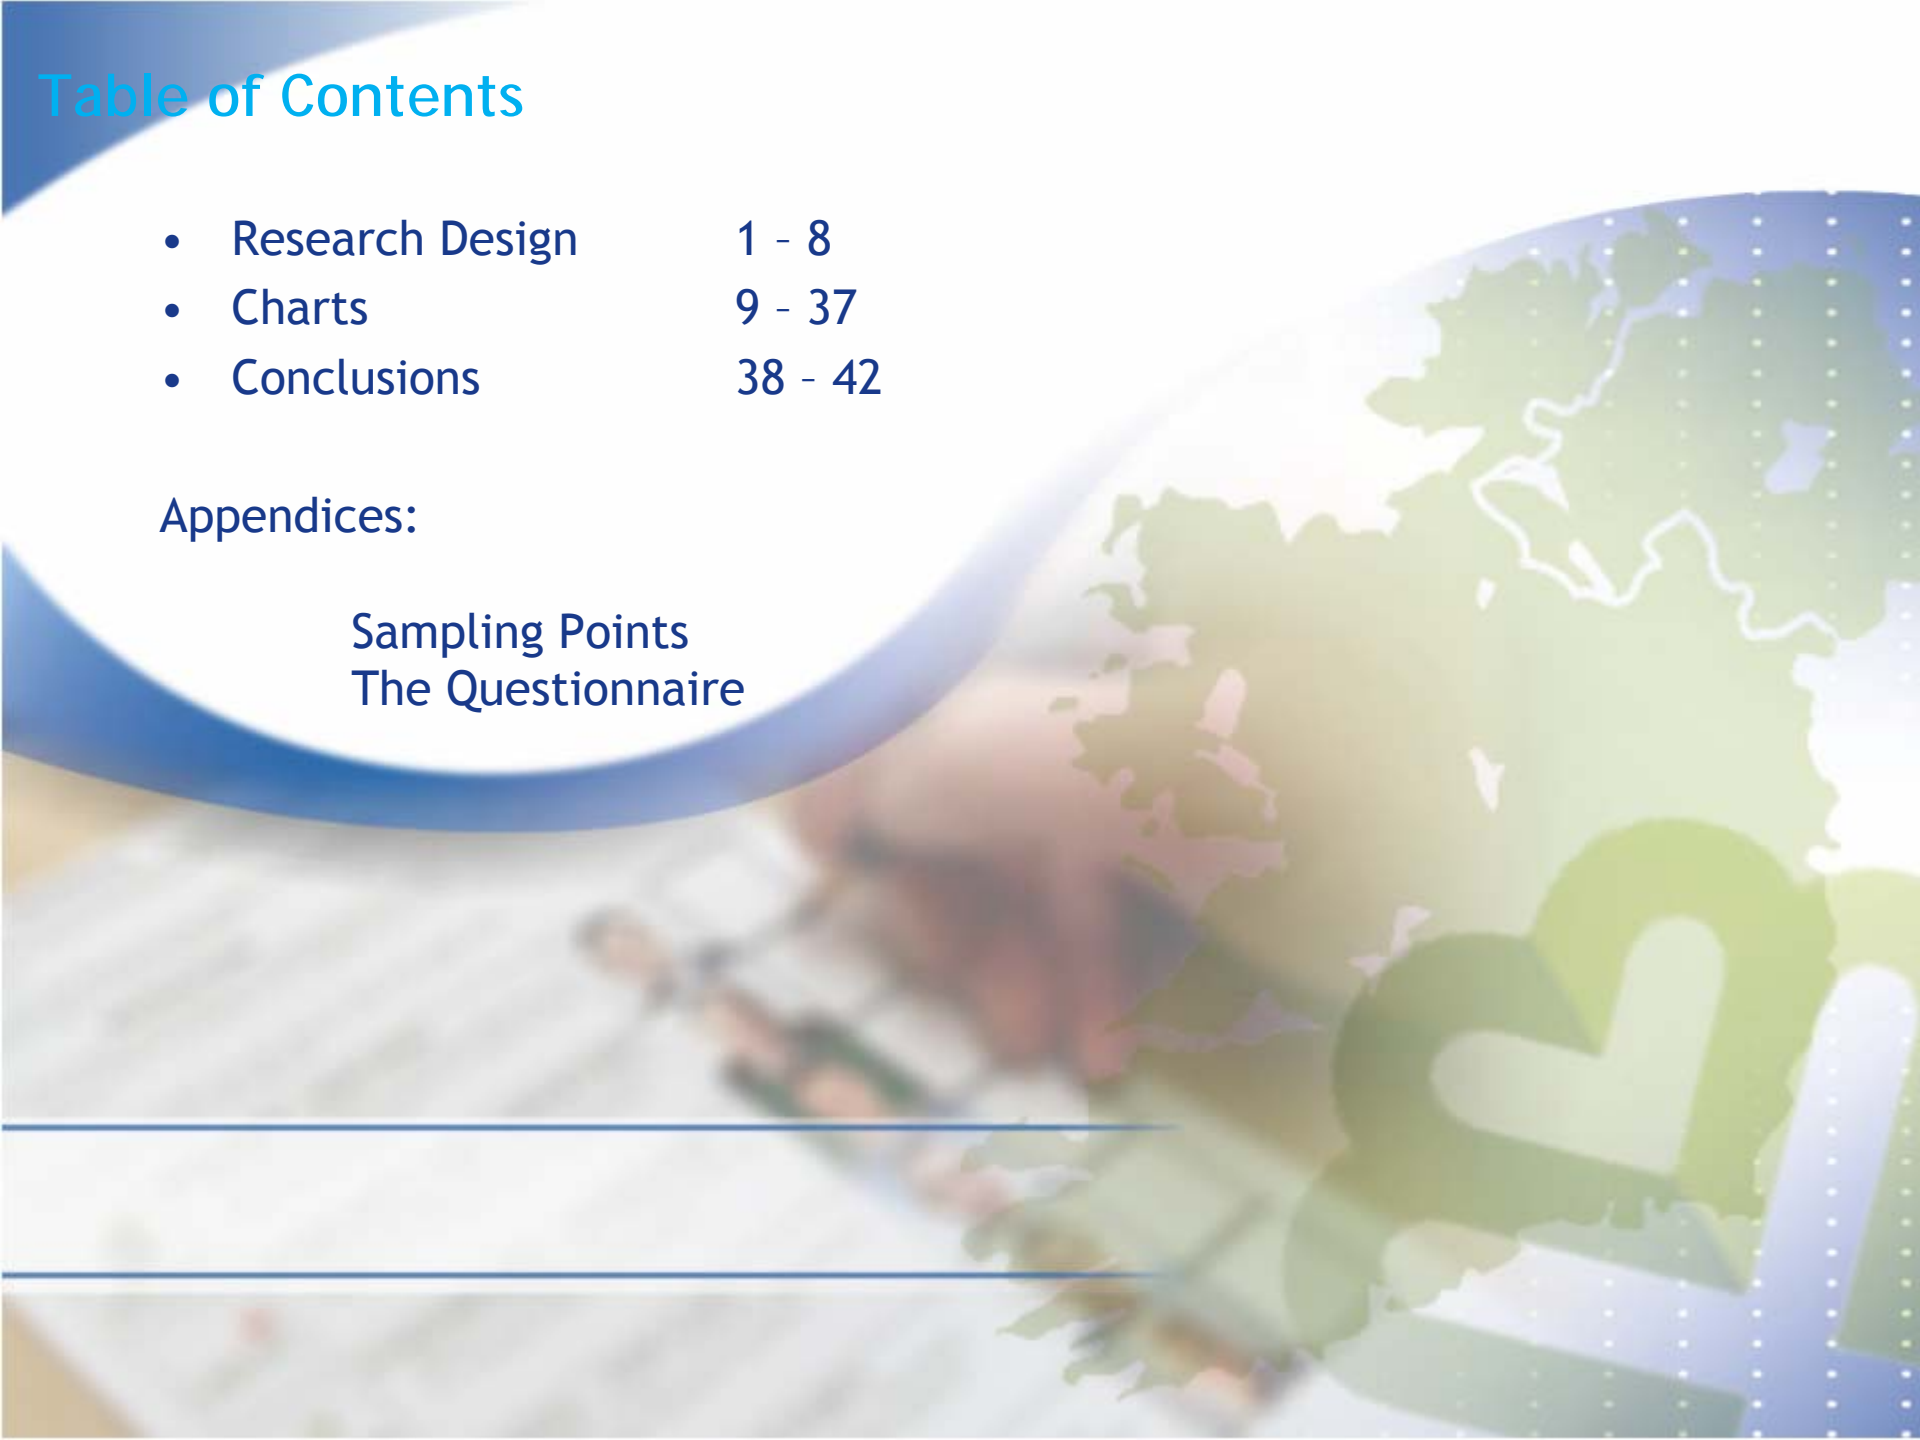 Table of Contents
• Research Design 1 – 8
• Charts 9 – 37
• Conclusions 38 – 42
Appendices:
Sampling Points
The Questionnaire